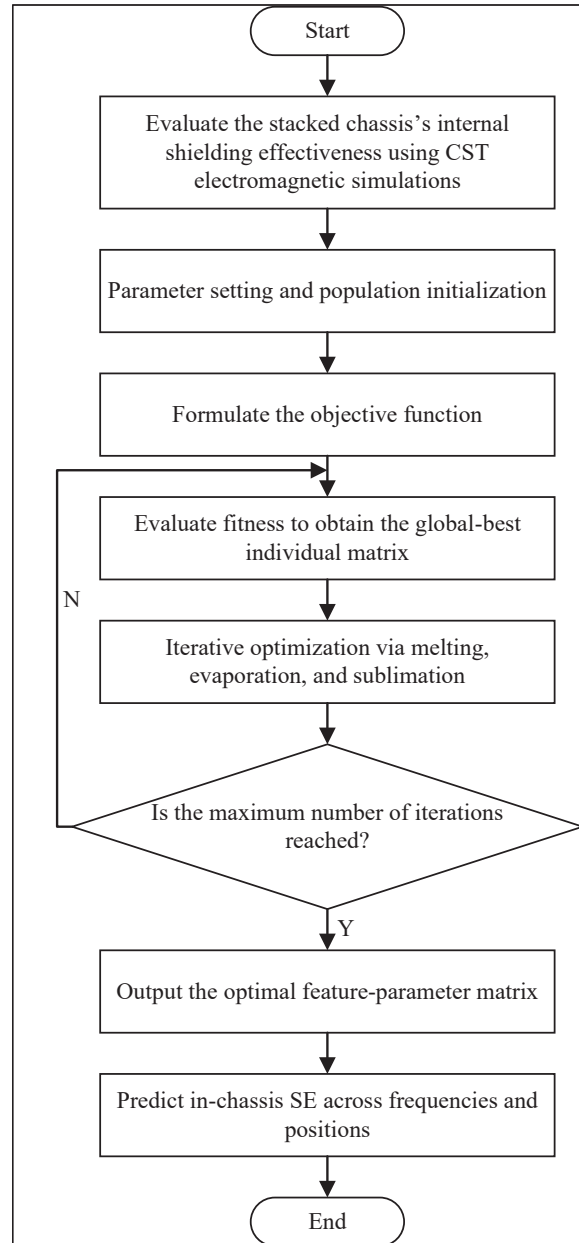 Start
Evaluate the stacked chassis's internal
shielding effectiveness using CST
electromagnetic simulations
Parameter setting and population initialization
Formulate the objective function
Evaluate fitness to obtain the global-best
individual matrix
N
Iterative optimization via melting,
evaporation, and sublimation
Is the maximum number of iterations
reached?
Y
Output the optimal feature-parameter matrix
Predict in-chassis SE across frequencies and
positions
End